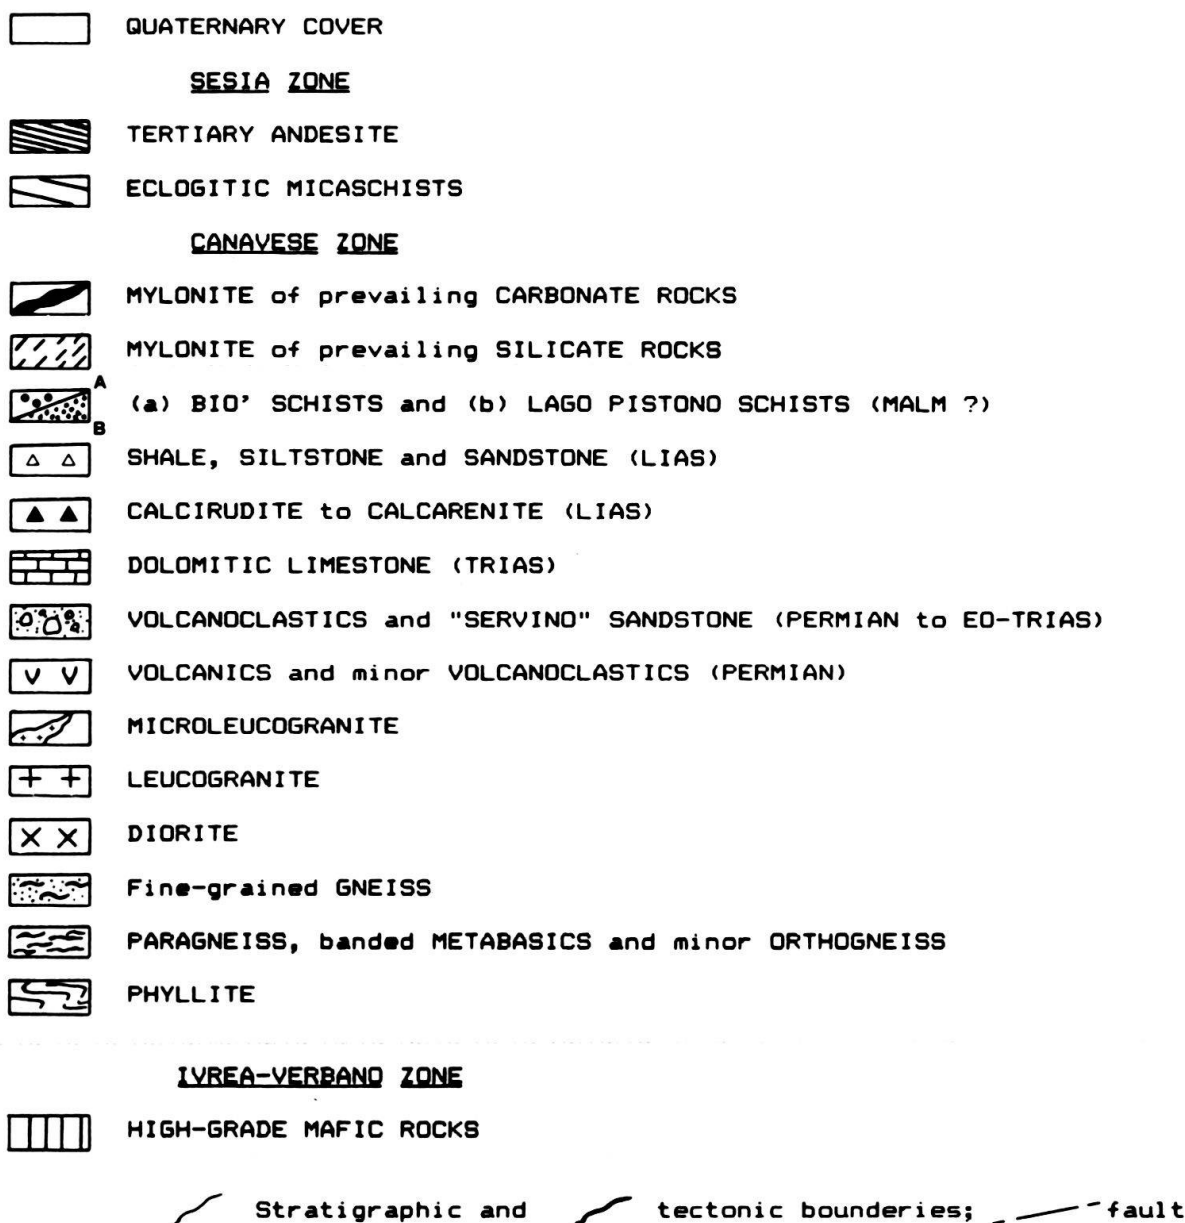 QUATERNARY COVER
SESIA ZONE
TERTIARY ANDESITE
ECLOGITIC MICASCHISTS
CANAVESE ZONE
MYLONITE of prevailing CARBONATE ROCKS
MYLONITE of prevailing SILICATE ROCKS
A
(a) BIO' SCHISTS and (b) LAGO PISTONO SCHISTS (MALM ?)
B
SHALE, SILTSTONE and SANDSTONE (LIAS)
CALCIRUDITE to CALCARENITE (LIAS)
DOLOMITIC LIMESTONE (TRIAS)
VOLCANOCLASTICS and "SERVINO" SANDSTONE (PERMIAN to EO-TRIAS)
VOLCANICS and minor VOLCANOCLASTICS (PERMIAN)
MICROLEUCOGRANITE
LEUCOGRANITE
DIORITE
Fine-grained GNEISS
PARAGNEISS, banded METABASICS and minor ORTHOGNEISS
PHYLLITE
IVREA-VERBANO ZONE
HIGH-GRADE MAFIC ROCKS
Stratigraphic and tectonic bounderies; fault